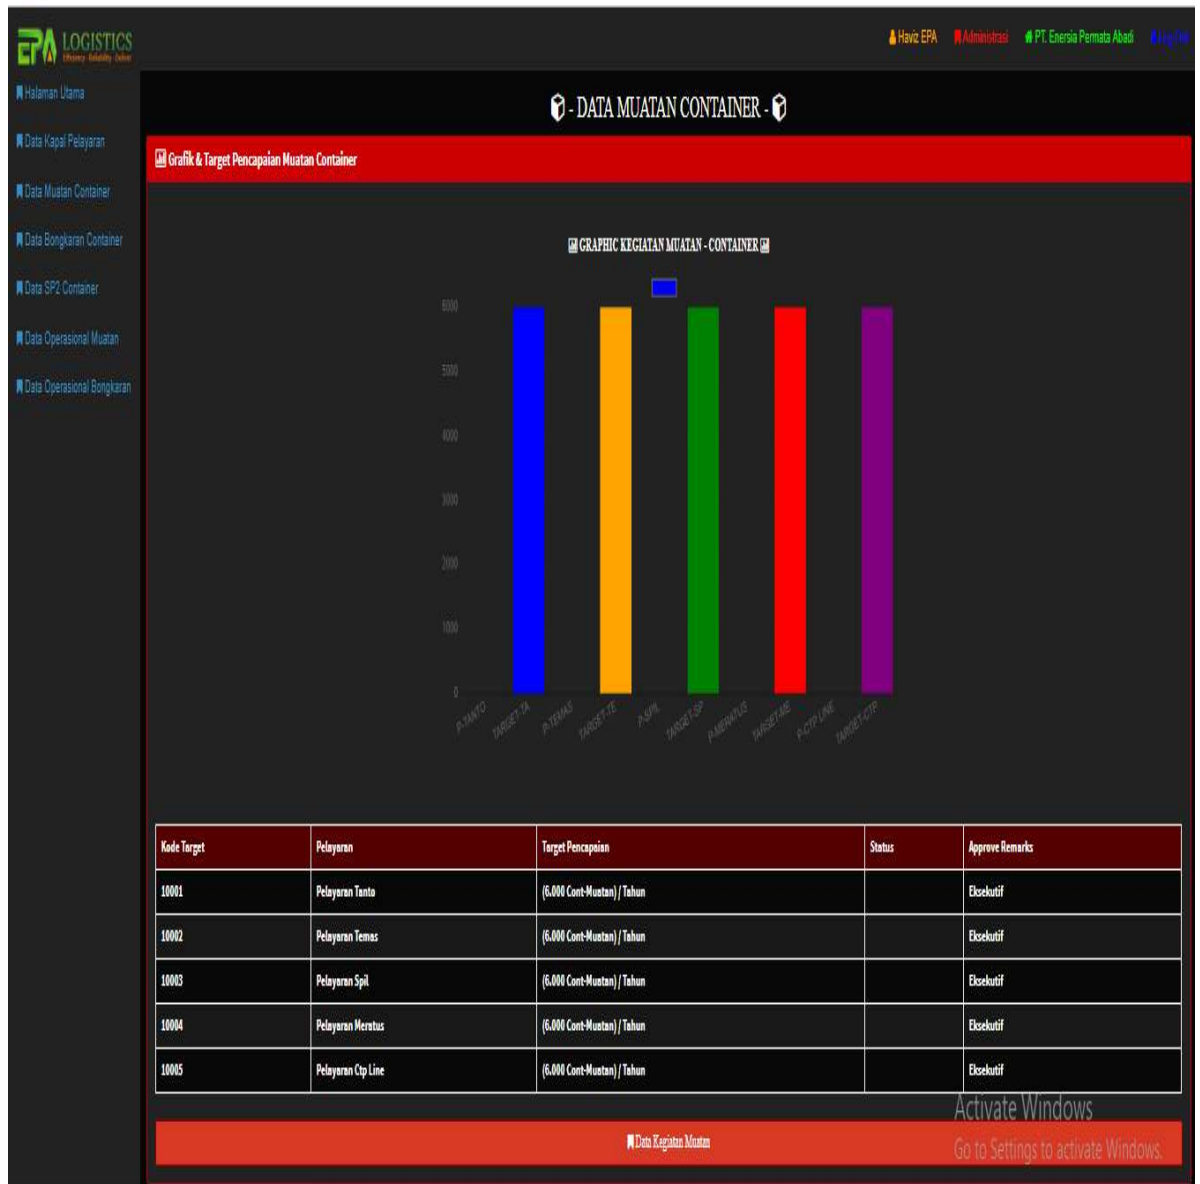 EPA LOGISTICS
Efficiency - Reliability - Deliver
Haviz EPA Administrasi PT. Enersia Permata Abadi
Halaman Utama
Data Kapal Pelayaran
Data Muatan Container
Data Bongkaran Container
Data SP2 Container
Data Operasional Muatan
Data Operasional Bongkaran
- DATA MUATAN CONTAINER -
Grafik & Target Pencapaian Muatan Container
GRAPHIC KEGIATAN MUATAN - CONTAINER
6000
5000
4000
3000
2000
1000
0
P-TANTO TARGET-TA P-TEMAS TARGET-TE P-SPIL TARGET-SP P-MERATUS TARGET-ME P-CTP LINE TARGET-CTP
Kode Target Pelayaran Target Pencapaian Status Approve Remarks
10001 Pelayaran Tanto (6.000 Cont-Muatan) / Tahun Eksekutif
10002 Pelayaran Temas (6.000 Cont-Muatan) / Tahun Eksekutif
10003 Pelayaran Spil (6.000 Cont-Muatan) / Tahun Eksekutif
10004 Pelayaran Meratus (6.000 Cont-Muatan) / Tahun Eksekutif
10005 Pelayaran Ctp Line (6.000 Cont-Muatan) / Tahun Eksekutif
Data Kegiatan Muatan
Activate Windows
Go to Settings to activate Windows.